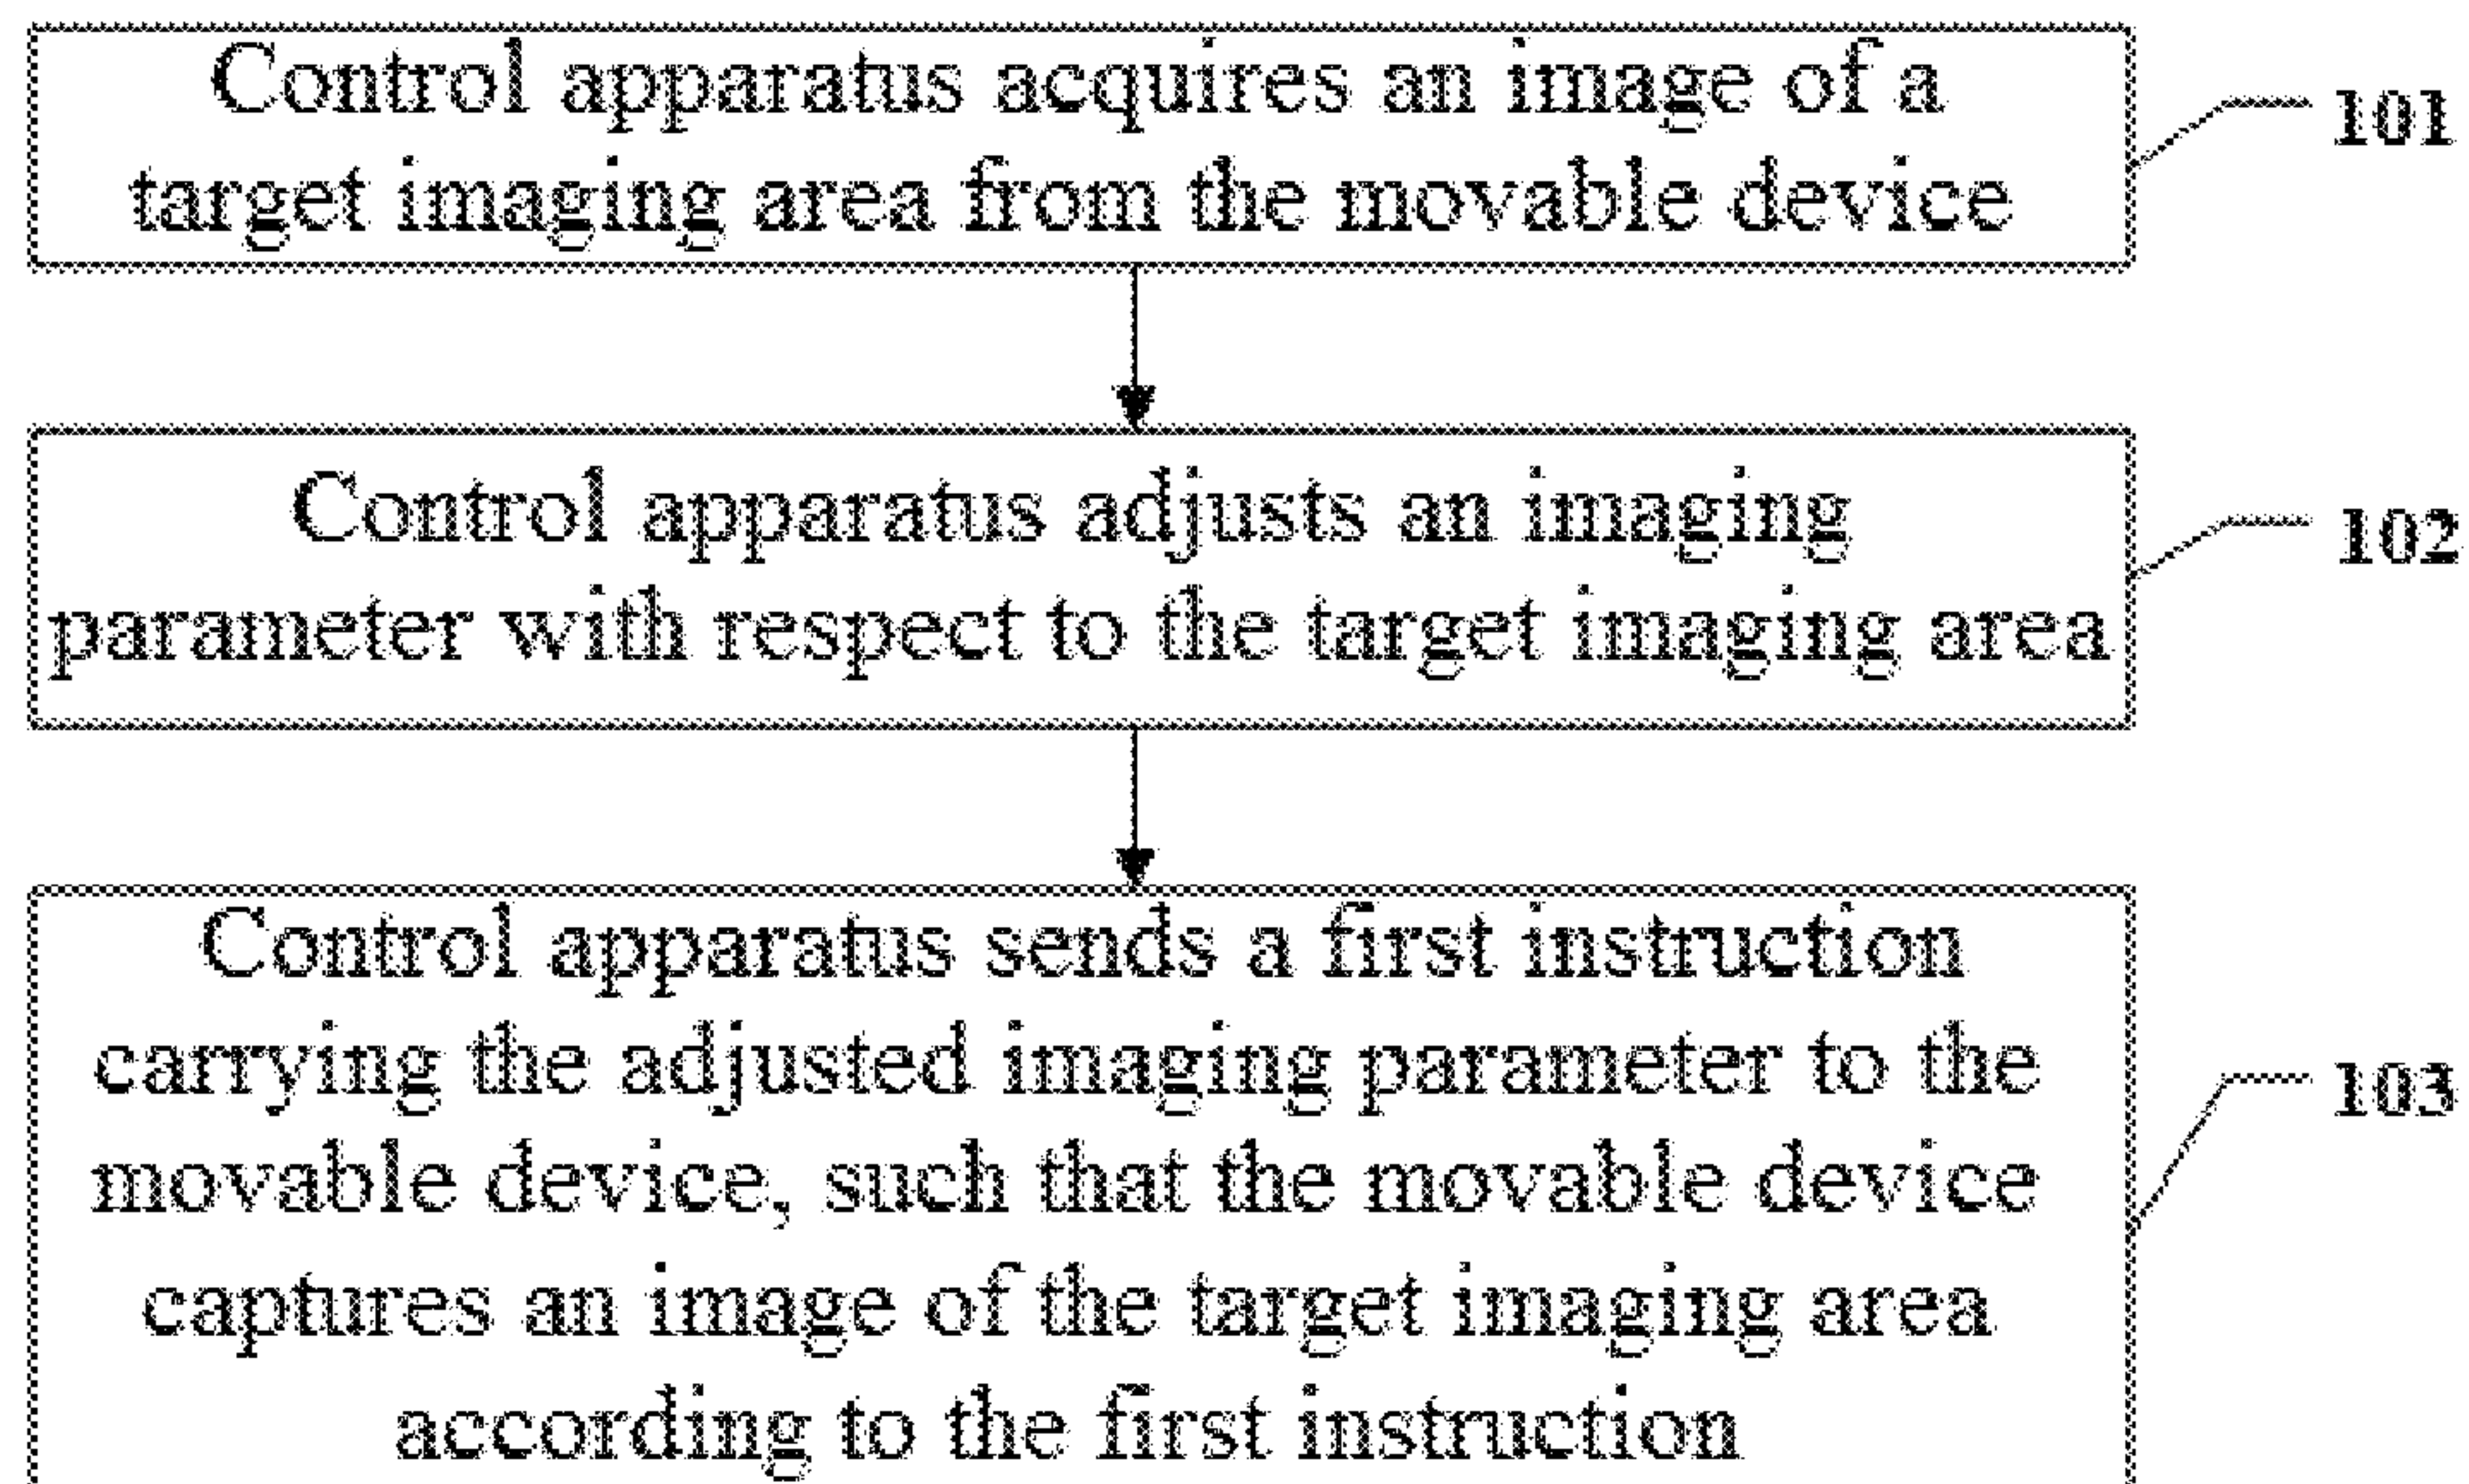 Control apparatus acquires an image of a
target imaging area from the movable device
101
Control apparatus adjusts an imaging
parameter with respect to the target imaging area
102
Control apparatus sends a first instruction
carrying the adjusted imaging parameter to the
movable device, such that the movable device
captures an image of the target imaging area
according to the first instruction
103